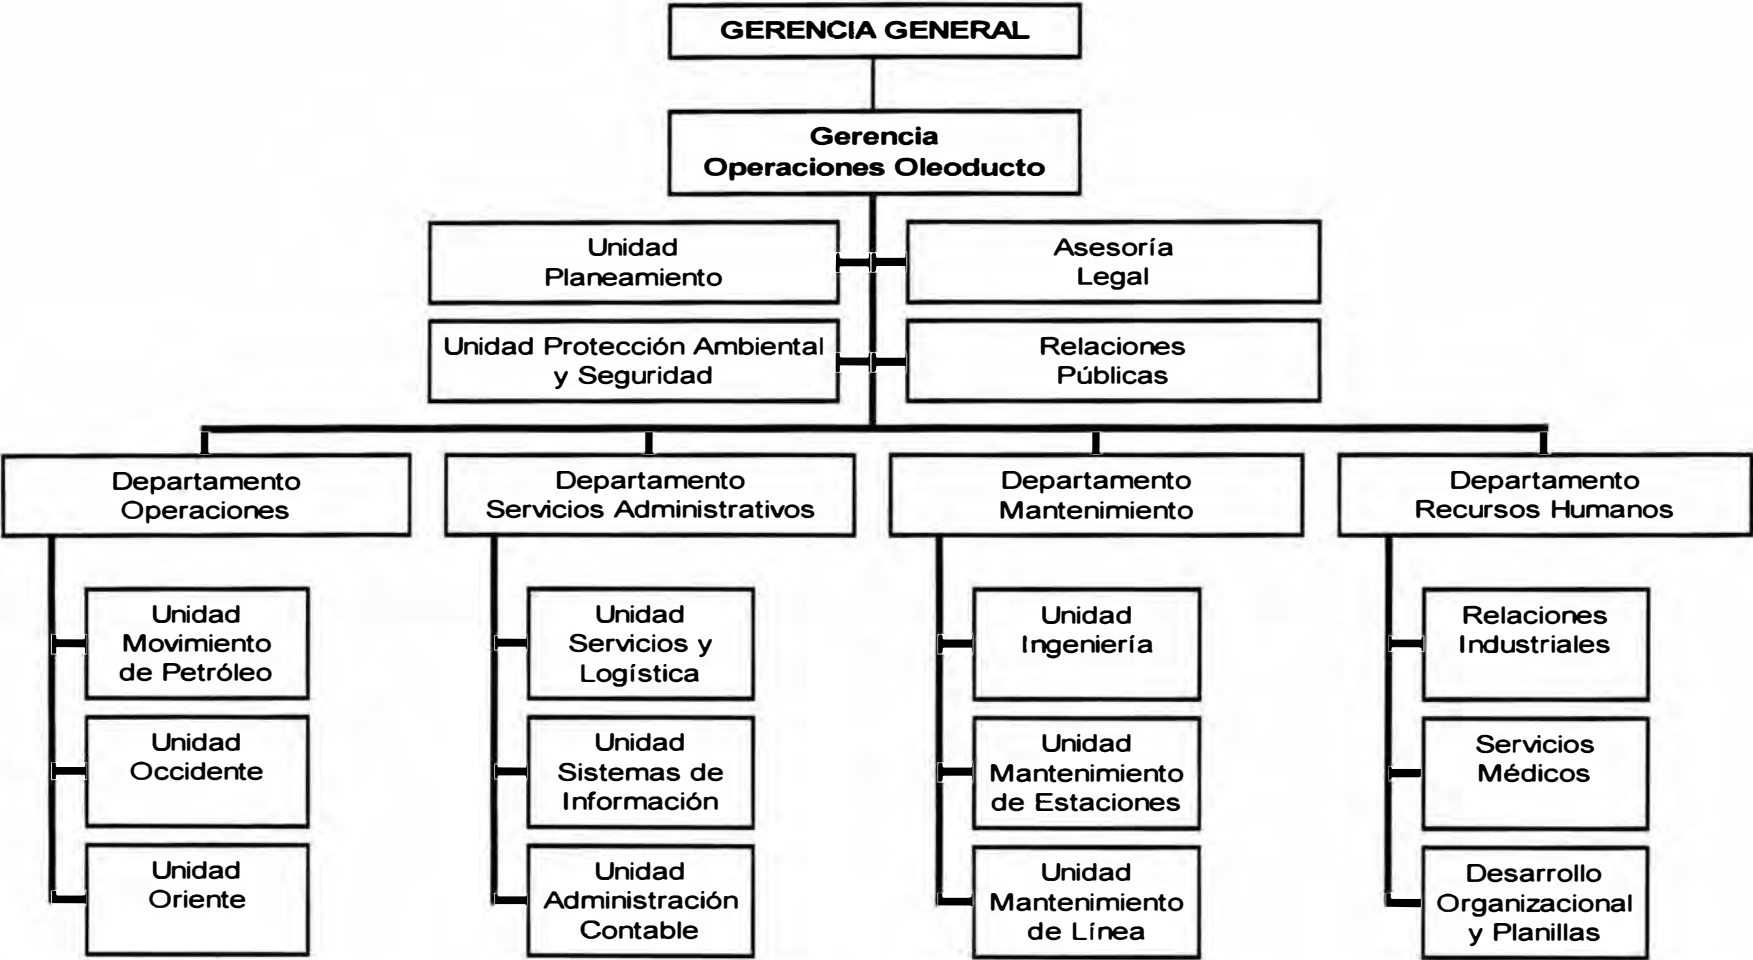 GERENCIA GENERAL
Gerencia
Operaciones Oleoducto
Unidad
Planeamiento
Asesoría
Legal
Unidad Protección Ambiental
y Seguridad
Relaciones
Públicas
Departamento
Operaciones
Departamento
Servicios Administrativos
Departamento
Mantenimiento
Departamento
Recursos Humanos
Unidad
Movimiento
de Petróleo
Unidad
Occidente
Unidad
Oriente
Unidad
Servicios y
Logística
Unidad
Sistemas de
Información
Unidad
Administración
Contable
Unidad
Ingeniería
Unidad
Mantenimiento
de Estaciones
Unidad
Mantenimiento
de Línea
Relaciones
Industriales
Servicios
Médicos
Desarrollo
Organizacional
y Planillas